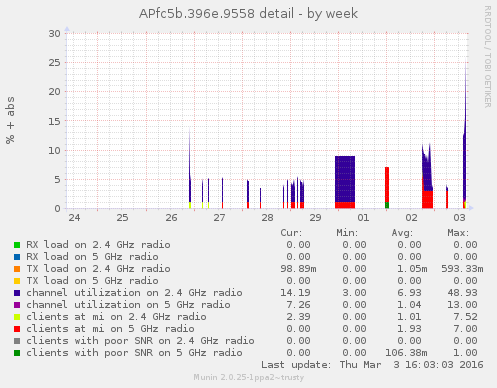 APfc5b.396e.9558 detail - by week
RRDTOOL / TOBI OETIKER
% + abs
30
25
20
15
10
5
0
24 25 26 27 28 29 01 02 03
Cur: Min: Avg: Max:
RX load on 2.4 GHz radio 0.00 0.00 0.00 0.00
RX load on 5 GHz radio 0.00 0.00 0.00 0.00
TX load on 2.4 GHz radio 98.89m 0.00 1.05m 593.33m
TX load on 5 GHz radio 0.00 0.00 0.00 0.00
channel utilization on 2.4 GHz radio 14.19 3.00 6.93 48.93
channel utilization on 5 GHz radio 7.26 0.00 1.04 13.00
clients at mi on 2.4 GHz radio 2.39 0.00 1.01 7.52
clients at mi on 5 GHz radio 0.00 0.00 1.93 7.00
clients with poor SNR on 2.4 GHz radio 0.00 0.00 0.00 0.00
clients with poor SNR on 5 GHz radio 0.00 0.00 106.38m 1.00
Last update: Thu Mar 3 16:03:03 2016
Munin 2.0.25-1ppa2~trusty